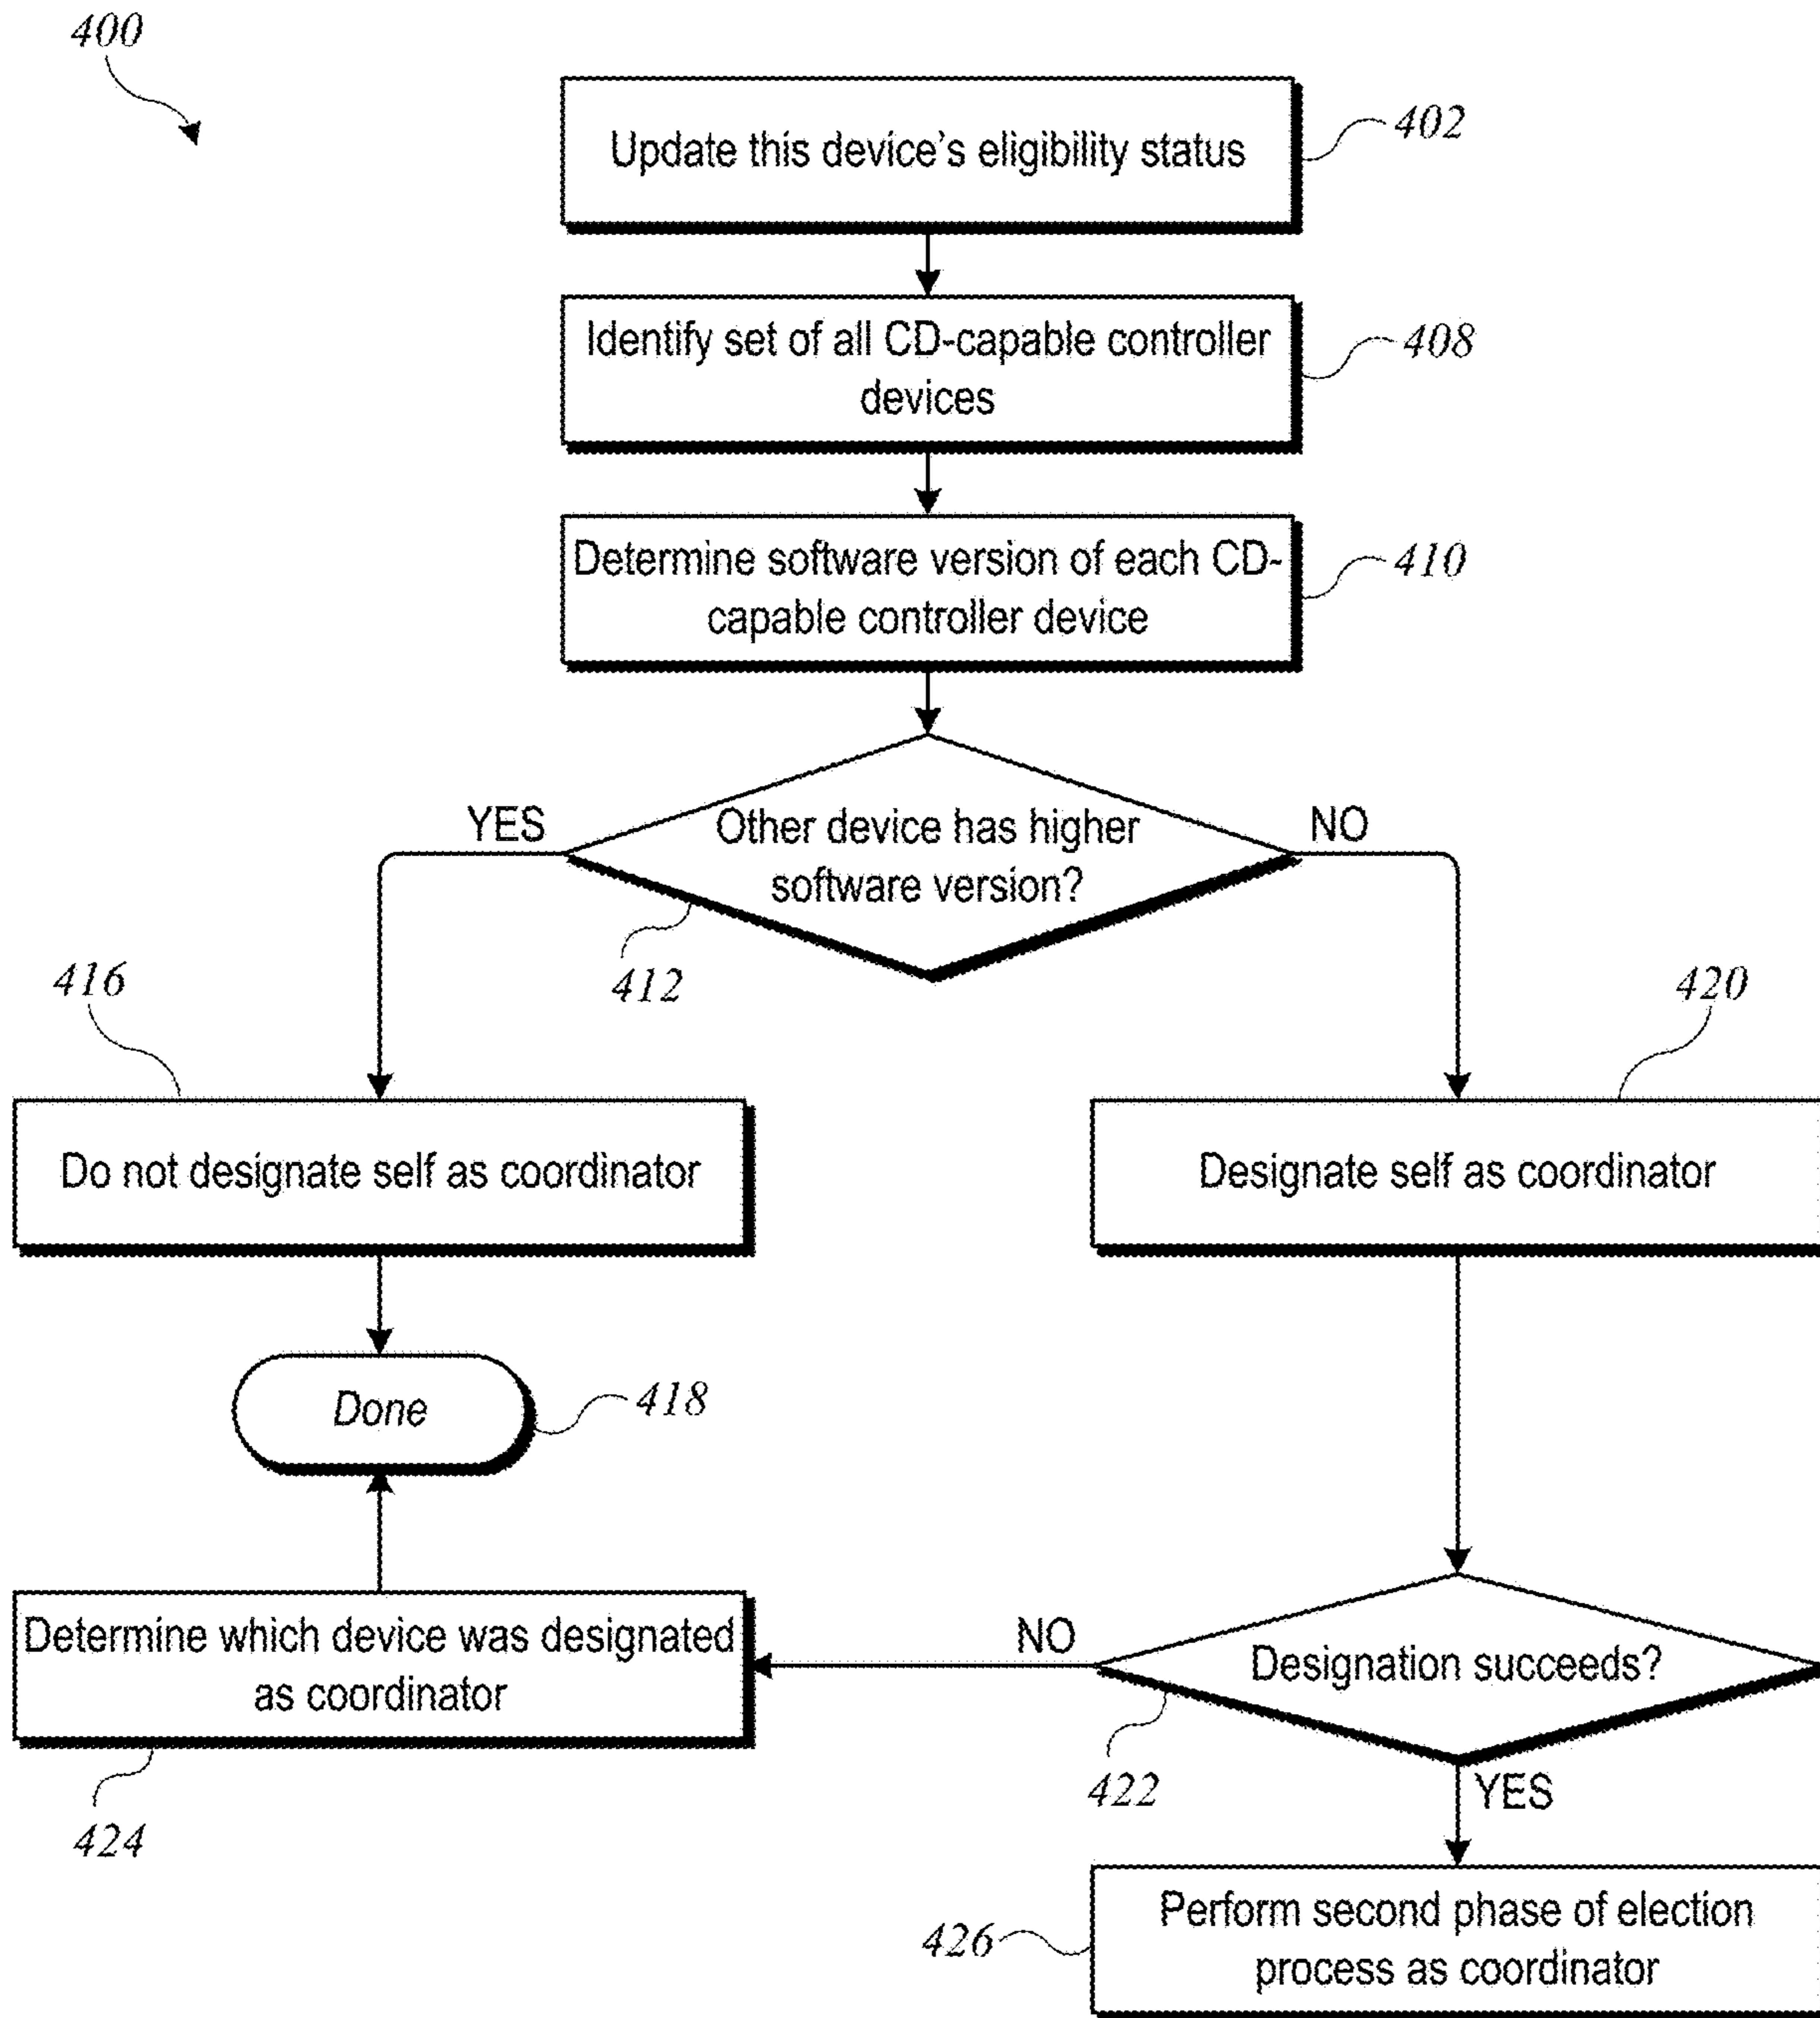 400
Update this device's eligibility status
402
Identify set of all CD-capable controller
devices
408
Determine software version of each CD-
capable controller device
410
YES
Other device has higher
software version?
NO
412
416
420
Do not designate self as coordinator
Designate self as coordinator
Done
418
Determine which device was designated
as coordinator
424
NO
Designation succeeds?
422
YES
Perform second phase of election
process as coordinator
426